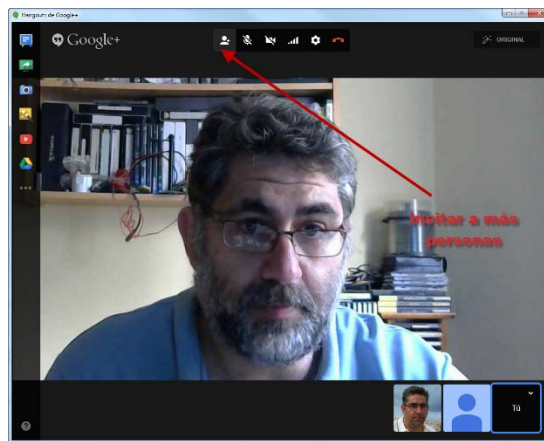 Hangouts de Google+
Google+
ORIGINAL
invitar a más
personas
Tú